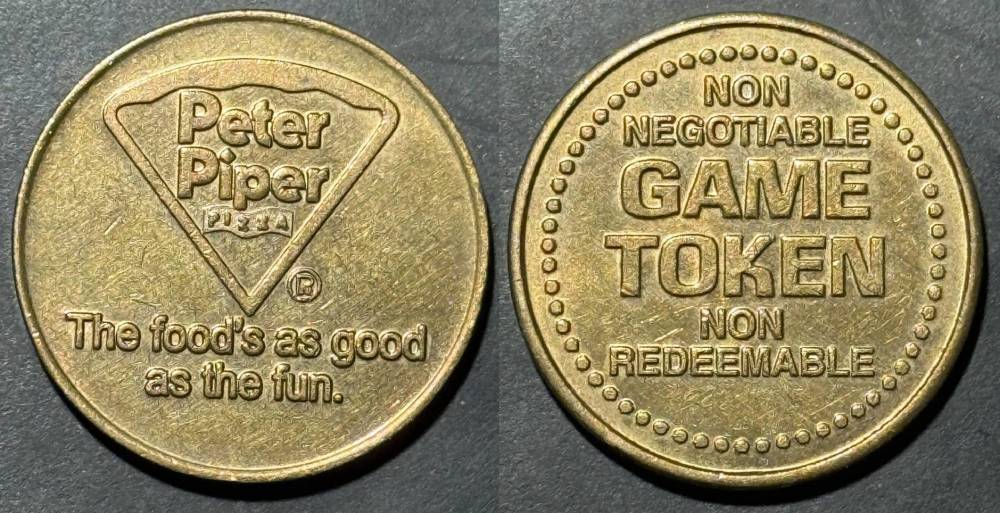 Peter
Piper
PIZZA
®
The food's as good
as the fun.
NON
NEGOTIABLE
GAME
TOKEN
NON
REDEEMABLE